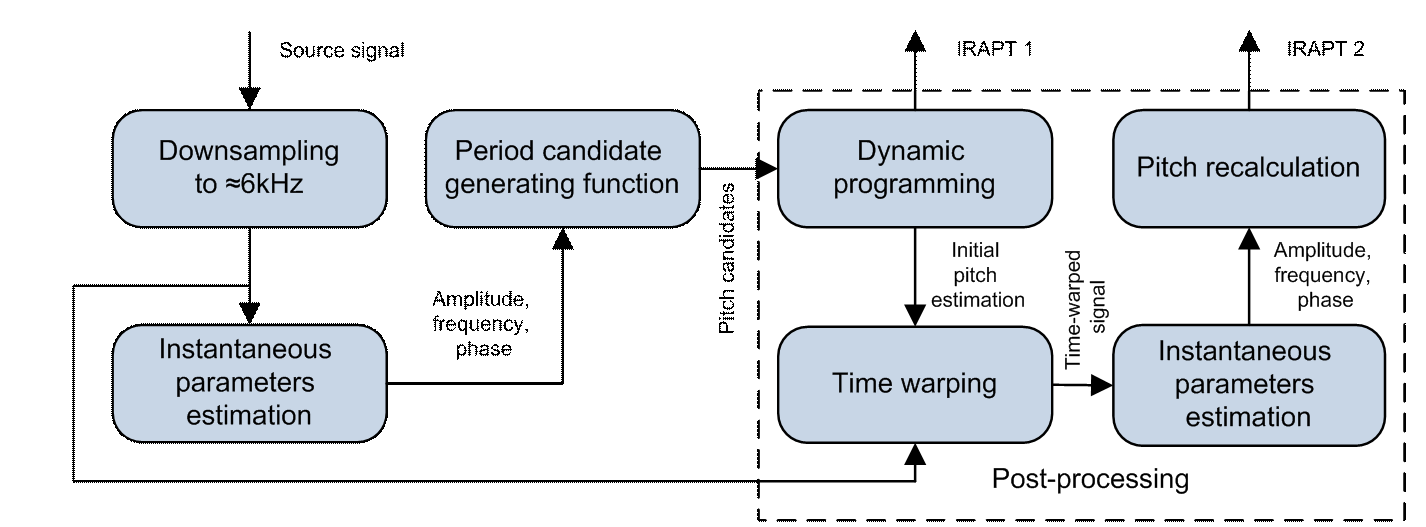 Source signal
IRAPT 1
IRAPT 2
Downsampling
to ≈6kHz
Period candidate
generating function
Dynamic
programming
Pitch recalculation
Pitch candidates
Amplitude,
frequency,
phase
Initial
pitch
estimation
Time-warped
signal
Amplitude,
frequency,
phase
Instantaneous
parameters
estimation
Time warping
Instantaneous
parameters
estimation
Post-processing